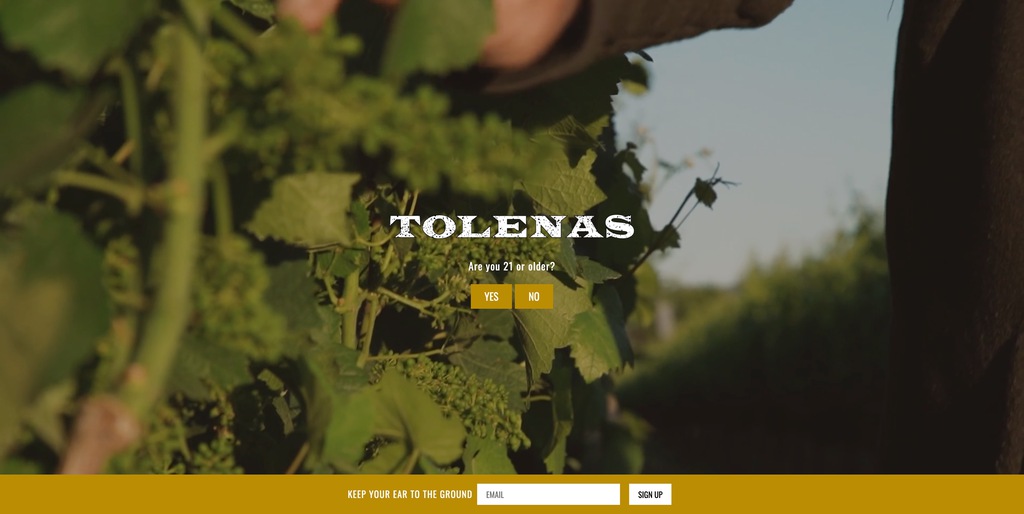 TOLENAS
Are you 21 or older?
YES NO
KEEP YOUR EAR TO THE GROUND EMAIL SIGN UP